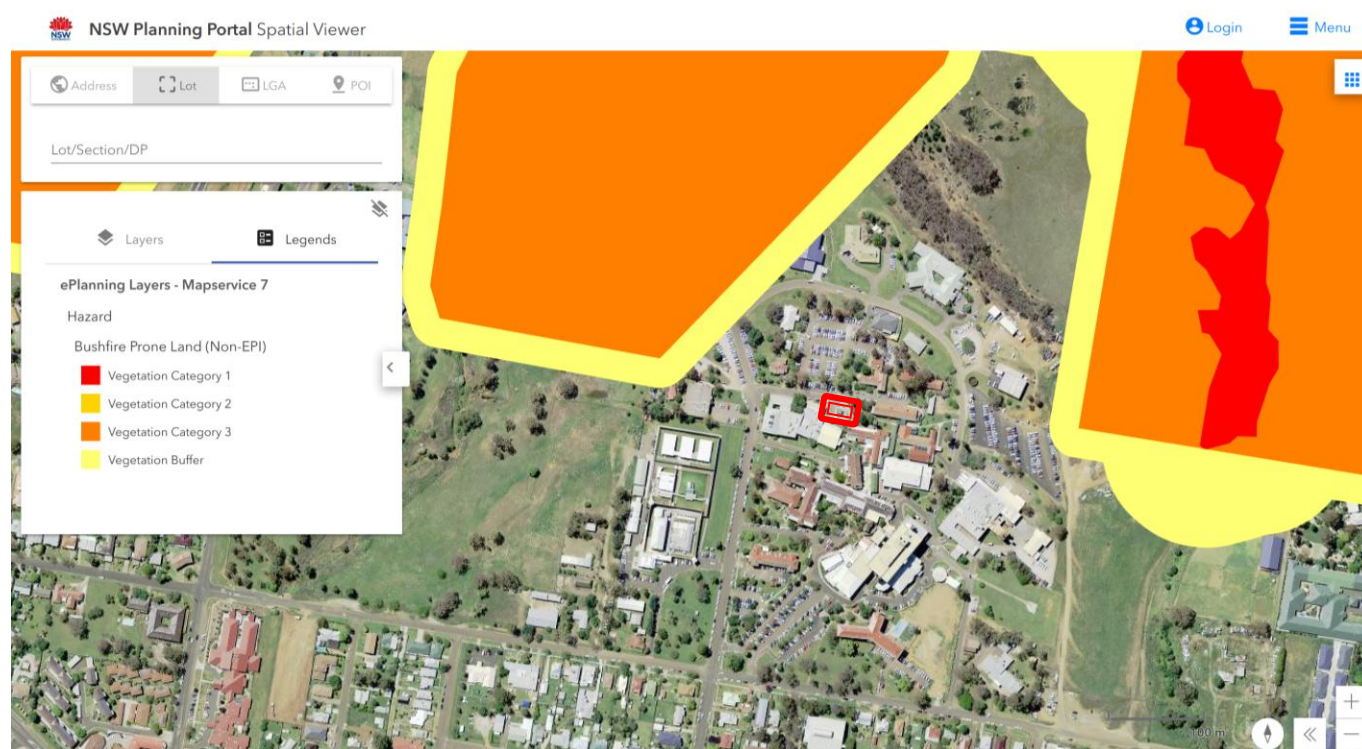 NSW Planning Portal Spatial Viewer
NSW
Login
Menu
Address
Lot
LGA
POI
Lot/Section/DP
Layers
Legends
ePlanning Layers - Mapservice 7
Hazard
Bushfire Prone Land (Non-EPI)
Vegetation Category 1
Vegetation Category 2
Vegetation Category 3
Vegetation Buffer
100 m